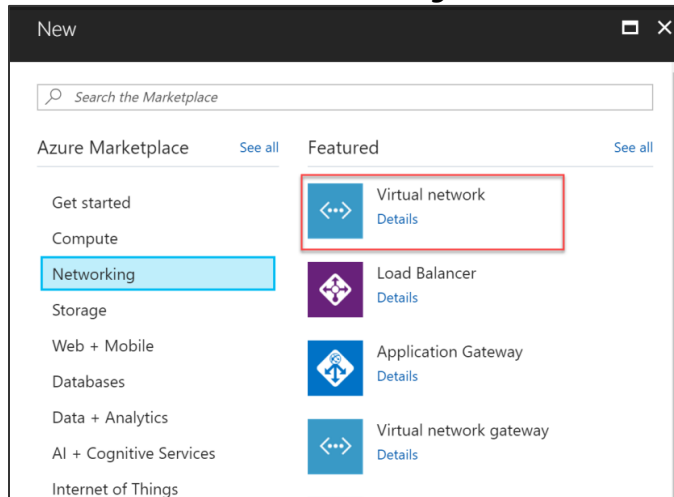 New
Search the Marketplace
Azure Marketplace See all
Get started
Compute
Networking
Storage
Web + Mobile
Databases
Data + Analytics
AI + Cognitive Services
Internet of Things
Featured See all
Virtual network
Details
Load Balancer
Details
Application Gateway
Details
Virtual network gateway
Details